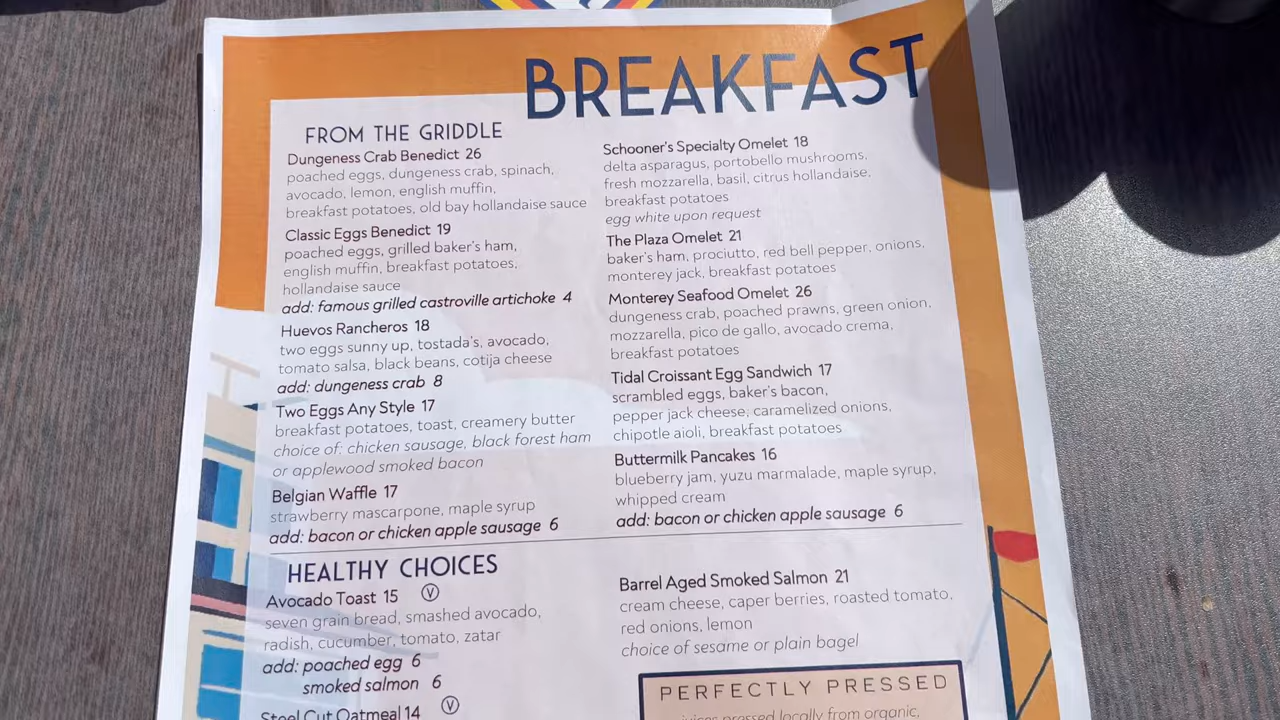 BREAKFAST
FROM THE GRIDDLE
Dungeness Crab Benedict 26
poached eggs, dungeness crab, spinach,
avocado, lemon, english muffin,
breakfast potatoes, old bay hollandaise sauce
Classic Eggs Benedict 19
poached eggs, grilled baker's ham,
english muffin, breakfast potatoes,
hollandaise sauce
add: famous grilled castroville artichoke 4
Huevos Rancheros 18
two eggs sunny up, tostada's, avocado,
tomato salsa, black beans, cotija cheese
add: dungeness crab 8
Two Eggs Any Style 17
breakfast potatoes, toast, creamery butter
choice of: chicken sausage, black forest ham
or applewood smoked bacon
Belgian Waffle 17
strawberry mascarpone, maple syrup
add: bacon or chicken apple sausage 6
Schooner's Specialty Omelet 18
delta asparagus, portobello mushrooms,
fresh mozzarella, basil, citrus hollandaise,
breakfast potatoes
egg white upon request
The Plaza Omelet 21
baker's ham, prociutto, red bell pepper, onions,
monterey jack, breakfast potatoes
Monterey Seafood Omelet 26
dungeness crab, poached prawns, green onion,
mozzarella, pico de gallo, avocado crema,
breakfast potatoes
Tidal Croissant Egg Sandwich 17
scrambled eggs, baker's bacon,
pepper jack cheese, caramelized onions,
chipotle aioli, breakfast potatoes
Buttermilk Pancakes 16
blueberry jam, yuzu marmalade, maple syrup,
whipped cream
add: bacon or chicken apple sausage 6
HEALTHY CHOICES
Avocado Toast 15 V
seven grain bread, smashed avocado,
radish, cucumber, tomato, zatar
add: poached egg 6
smoked salmon 6
Steel Cut Oatmeal 14 V
Barrel Aged Smoked Salmon 21
cream cheese, caper berries, roasted tomato,
red onions, lemon
choice of sesame or plain bagel
PERFECTLY PRESSED
pressed locally from organic,